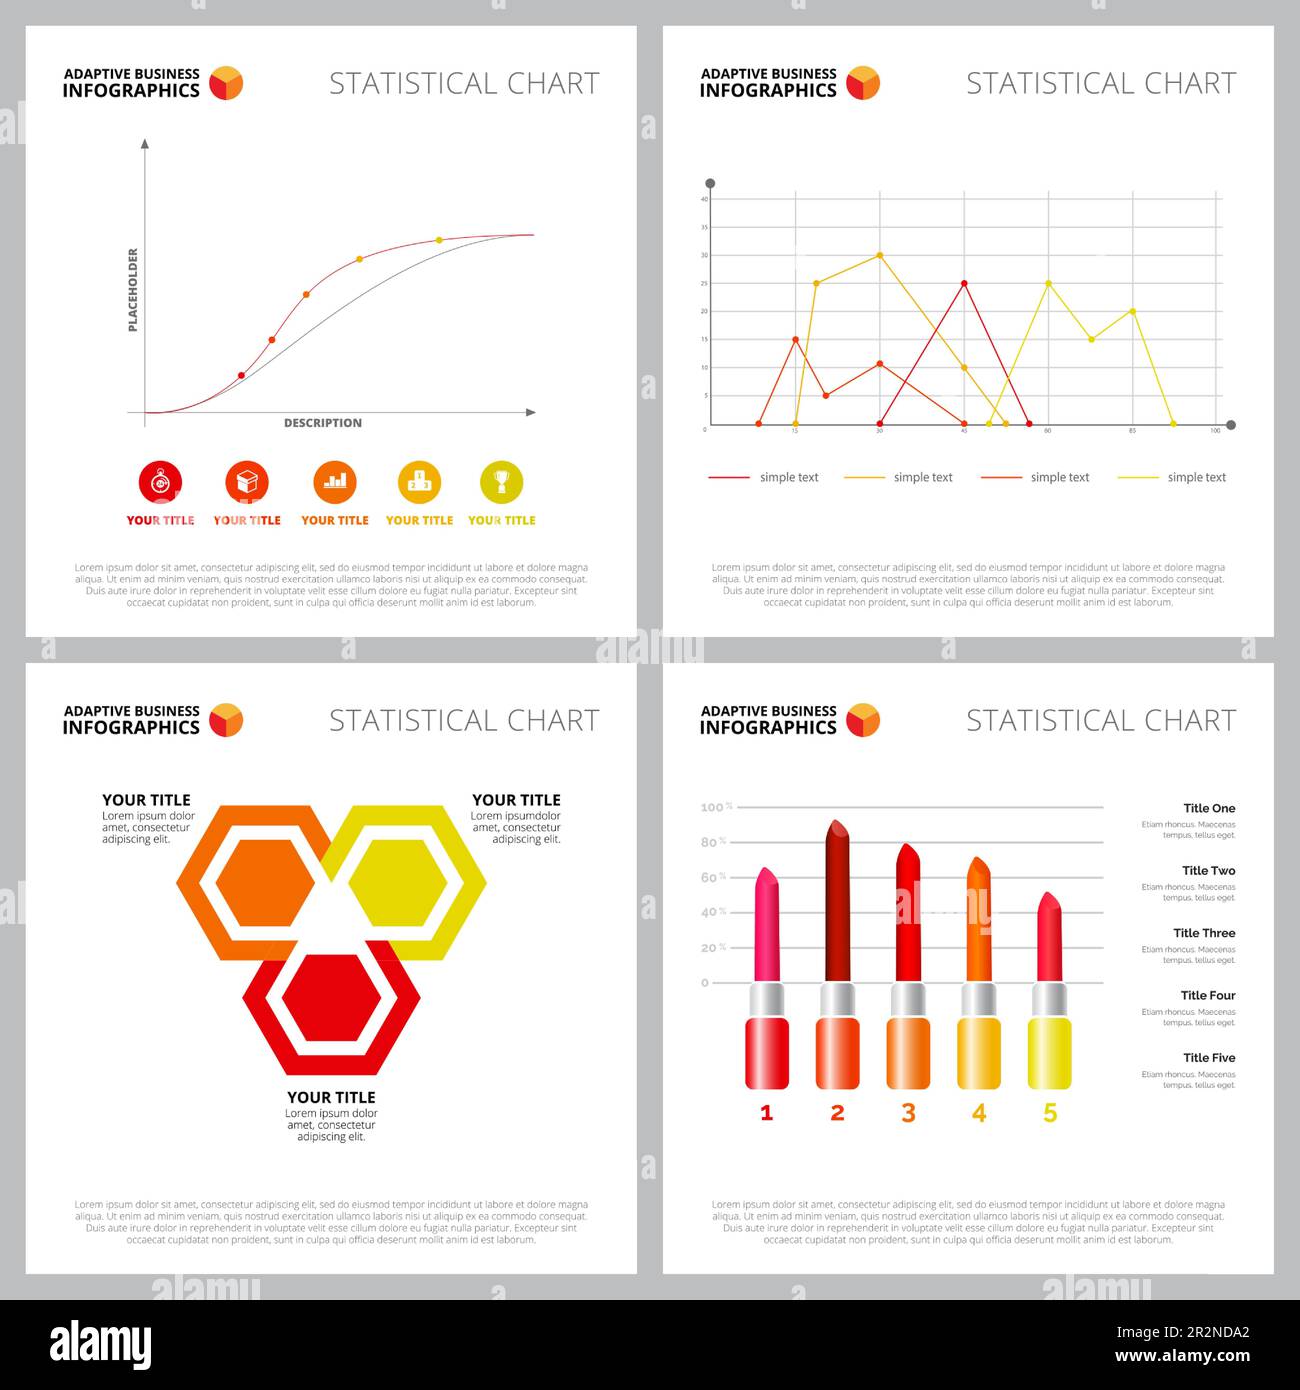 ADAPTIVE BUSINESS
INFOGRAPHICS
STATISTICAL CHART
PLACEHOLDER
DESCRIPTION
YOUR TITLE YOUR TITLE YOUR TITLE YOUR TITLE YOUR TITLE
Lorem ipsum dolor sit amet, consectetur adipiscing elit, sed do eiusmod tempor incididunt ut labore et dolore magna
aliqua. Ut enim ad minim veniam, quis nostrud exercitation ullamco laboris nisi ut aliquip ex ea commodo consequat.
Duis aute irure dolor in reprehenderit in voluptate velit esse cillum dolore eu fugiat nulla pariatur. Excepteur sint
occaecat cupidatat non proident, sunt in culpa qui officia deserunt mollit anim id est laborum.
ADAPTIVE BUSINESS
INFOGRAPHICS
STATISTICAL CHART
40
35
30
25
20
15
10
5
0 15 30 45 60 85 100
simple text simple text simple text simple text
Lorem ipsum dolor sit amet, consectetur adipiscing elit, sed do eiusmod tempor incididunt ut labore et dolore magna
aliqua. Ut enim ad minim veniam, quis nostrud exercitation ullamco laboris nisi ut aliquip ex ea commodo consequat.
Duis aute irure dolor in reprehenderit in voluptate velit esse cillum dolore eu fugiat nulla pariatur. Excepteur sint
occaecat cupidatat non proident, sunt in culpa qui officia deserunt mollit anim id est laborum.
ADAPTIVE BUSINESS
INFOGRAPHICS
STATISTICAL CHART
YOUR TITLE
Lorem ipsum dolor
amet, consectetur
adipiscing elit.
YOUR TITLE
Lorem ipsumdolor
amet, consectetur
adipiscing elit.
YOUR TITLE
Lorem ipsum dolor
amet, consectetur
adipiscing elit.
Lorem ipsum dolor sit amet, consectetur adipiscing elit, sed do eiusmod tempor incididunt ut labore et dolore magna
aliqua. Ut enim ad minim veniam, quis nostrud exercitation ullamco laboris nisi ut aliquip ex ea commodo consequat.
Duis aute irure dolor in reprehenderit in voluptate velit esse cillum dolore eu fugiat nulla pariatur. Excepteur sint
occaecat cupidatat non proident, sunt in culpa qui officia deserunt mollit anim id est laborum.
ADAPTIVE BUSINESS
INFOGRAPHICS
STATISTICAL CHART
100 %
80 %
60 %
40 %
20 %
0
1 2 3 4 5
Title One
Etiam rhoncus. Maecenas
tempus, tellus eget.
Title Two
Etiam rhoncus. Maecenas
tempus, tellus eget.
Title Three
Etiam rhoncus. Maecenas
tempus, tellus eget.
Title Four
Etiam rhoncus. Maecenas
tempus, tellus eget.
Title Five
Etiam rhoncus. Maecenas
tempus, tellus eget.
Lorem ipsum dolor sit amet, consectetur adipiscing elit, sed do eiusmod tempor incididunt ut labore et dolore magna
aliqua. Ut enim ad minim veniam, quis nostrud exercitation ullamco laboris nisi ut aliquip ex ea commodo consequat.
Duis aute irure dolor in reprehenderit in voluptate velit esse cillum dolore eu fugiat nulla pariatur. Excepteur sint
occaecat cupidatat non proident, sunt in culpa qui officia deserunt mollit anim id est laborum.
alamy
Image ID: R2NDA2
www.alamy.com